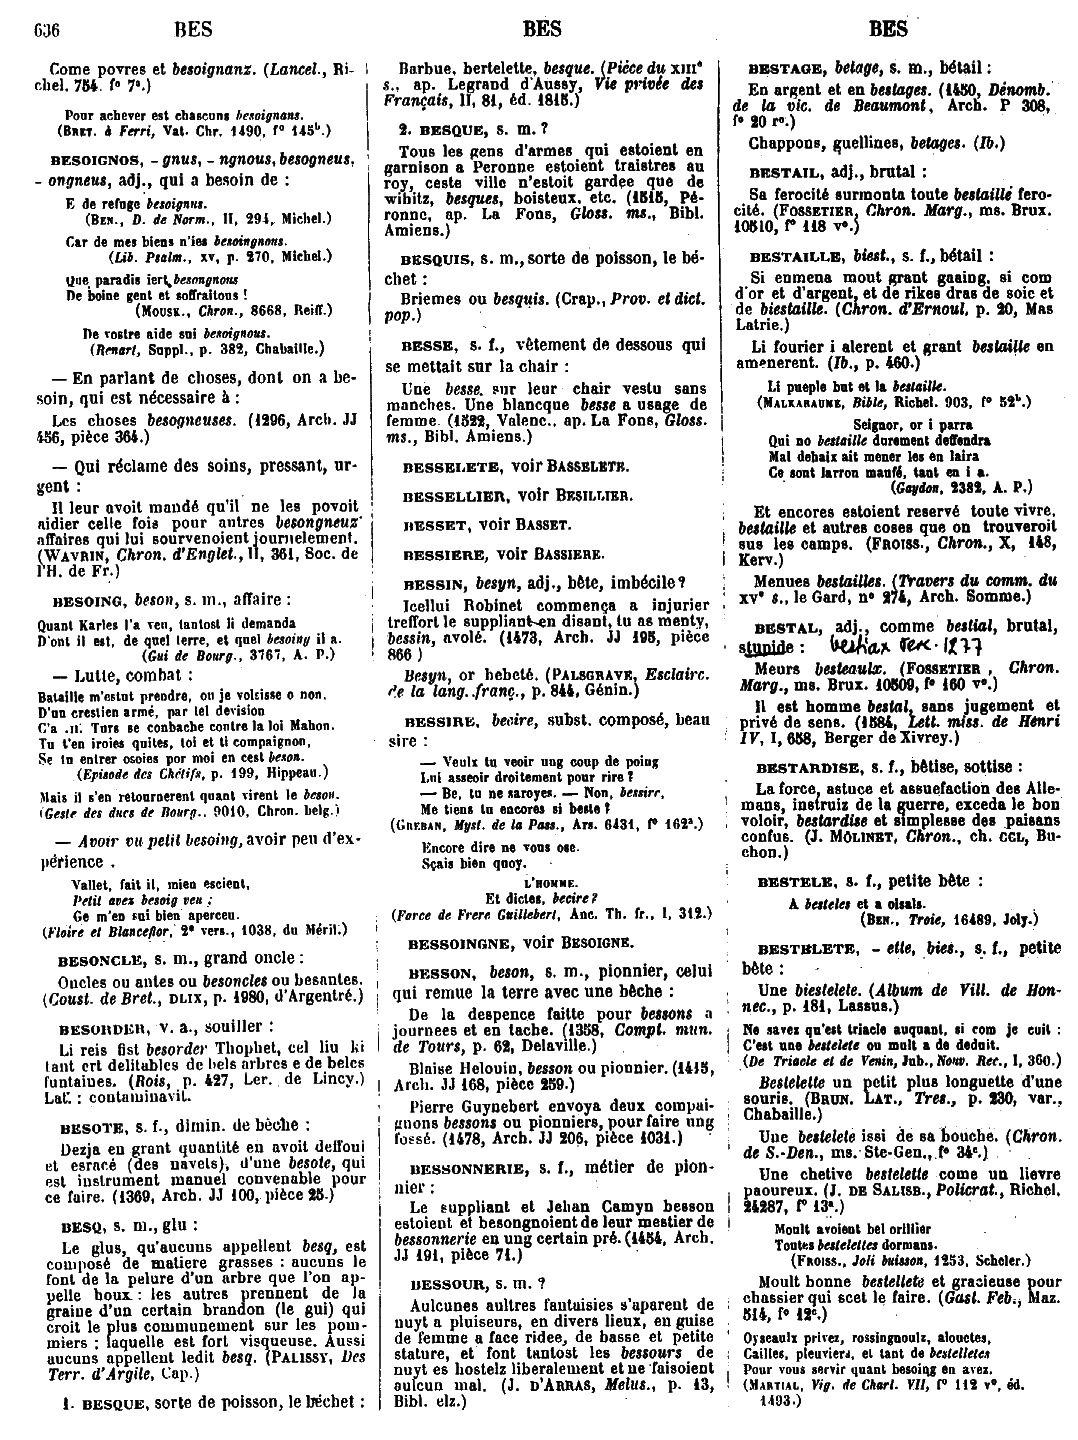 636 BES BES BES
Come povres et besoignanz. (Lancel., Ri-
chel. 754. f° 7ª.)
Pour achever est chascuns besoignans.
(BRET. à Ferri, Vat. Chr. 1490, f° 145ᵇ.)
BESOIGNOS, - gnus, - ngnous, besogneus,
- ongneus, adj., qui a besoin de :
E de refuge besoignus.
(BEN., D. de Norm., II, 294, Michel.)
Car de mes biens n'ies besoingnons.
(Lib. Psalm., XV, p. 270, Michel.)
Que paradis iert besongnous
De boine gent et soffraitous !
(MOUSK., Chron., 8668, Reiff.)
De vostre aide sui besoignous.
(Renart, Suppl., p. 382, Chabaille.)
— En parlant de choses, dont on a be-
soin, qui est nécessaire à :
Les choses besogneuses. (1296, Arch. JJ
456, pièce 364.)
— Qui réclame des soins, pressant, ur-
gent :
Il leur avoit mandé qu'il ne les povoit
aidier celle fois pour autres besongneuz
affaires qui lui sourvenoient journelement.
(WAVRIN, Chron. d'Englet., II, 361, Soc. de
l'H. de Fr.)
BESOING, beson, s. m., affaire :
Quant Karles l'a veu, tantost li demanda
D'ont il est, de quel terre, et quel besoing il a.
(Gui de Bourg., 3767, A. P.)
— Lutte, combat :
Bataille m'estut prendre, ou je volsisse o non,
D'un crestien armé, par tel devision
C'a .II. Turs se conbache contre la loi Mahon.
Tu t'en iroies quites, toi et ti compaignon,
Se tu entrer osoies por moi en cest beson.
(Episode des Chétifs, p. 199, Hippeau.)
Mais il s'en retournerent quant virent le besou.
(Geste des ducs de Bourg., 9010, Chron. belg.)
— Avoir vu petit besoing, avoir peu d'ex-
périence .
Vallet, fait il, mien escient,
Petit avez besoig veu ;
Ge m'en sui bien aperceu.
(Floire et Blanceflor, 2ᵉ vers., 1038, du Méril.)
BESONCLE, s. m., grand oncle :
Oncles ou antes ou besoncles ou besantes.
(Coust. de Bret., DLIX, p. 1980, d'Argentré.)
BESORDER, v. a., souiller :
Li reis fist besorder Thophet, cel liu ki
tant ert delitables de bels arbres e de beles
funtaines. (Rois, p. 427, Ler. de Lincy.)
Lat. : contaminavit.
BESOTE, s. f., dimin. de bèche :
Dezja en grant quantité en avoit deffoui
et esracé (des navets), d'une besote, qui
est instrument manuel convenable pour
ce faire. (1369, Arch. JJ 100, pièce 25.)
BESQ, s. m., glu :
Le glus, qu'aucuns appellent besq, est
composé de matiere grasses : aucuns le
font de la pelure d'un arbre que l'on ap-
pelle houx : les autres prennent de la
graine d'un certain brandon (le gui) qui
croit le plus communement sur les pom-
miers ; laquelle est fort visqueuse. Aussi
aucuns appellent ledit besq. (PALISSY, Des
Terr. d'Argile, Cap.)
1. BESQUE, sorte de poisson, le béchet :
Barbue, bertelette, besque. (Pièce du XIIIᵉ
s., ap. Legrand d'Aussy, Vie privée des
Français, II, 81, éd. 1815.)
2. BESQUE, s. m. ?
Tous les gens d'armes qui estoient en
garnison a Peronne estoient traistres au
roy, ceste ville n'estoit gardee que de
wihitz, besques, boisteux, etc. (1515, Pé-
ronne, ap. La Fons, Gloss. ms., Bibl.
Amiens.)
BESQUIS, s. m., sorte de poisson, le bé-
chet :
Briemes ou besquis. (Crap., Prov. et dict.
pop.)
BESSE, s. f., vêtement de dessous qui
se mettait sur la chair :
Une besse, sur leur chair vestu sans
manches. Une blancque besse a usage de
femme. (1522, Valenc., ap. La Fons, Gloss.
ms., Bibl. Amiens.)
BESSELETE, voir BASSELETE.
BESSELLIER, voir BESILLIER.
BESSET, voir BASSET.
BESSIERE, voir BASSIERE.
BESSIN, besyn, adj., bête, imbécile ?
Icellui Robinet commença a injurier
treffort le suppliant en disant, tu as menty,
bessin, avolé. (1473, Arch. JJ 195, pièce
866 )
Besyn, or hebeté. (PALSGRAVE, Esclairc.
de la lang. franç., p. 844, Génin.)
BESSIRE, becire, subst. composé, beau
sire :
— Veulx tu veoir ung coup de poing
Lui asseoir droitement pour rire ?
— Be, tu ne saroyes. — Non, bessire,
Me tiens tu encores si beste ?
(GREBAN, Myst. de la Pass., Ars. 6431, f° 162ª.)
Encore dire ne vous ose.
Sçais bien quoy.
L'HOMME.
Et dictes, becire ?
(Farce de Frere Guillebert, Anc. Th. fr., I, 312.)
BESSOINGNE, voir BESOIGNE.
BESSON, beson, s. m., pionnier, celui
qui remue la terre avec une bêche :
De la despence faitte pour bessons a
journees et en tache. (1358, Compt. mun.
de Tours, p. 62, Delaville.)
Blaise Helouin, besson ou pionnier. (1415,
Arch. JJ 168, pièce 259.)
Pierre Guynebert envoya deux compai-
gnons bessons ou pionniers, pour faire ung
fossé. (1478, Arch. JJ 206, pièce 1031.)
BESSONNERIE, s. f., métier de pion-
nier :
Le suppliant et Jehan Camyn besson
estoient et besongnoient de leur mestier de
bessonnerie en ung certain pré. (1454, Arch.
JJ 191, pièce 71.)
BESSOUR, s. m. ?
Aulcunes aultres fantaisies s'aparent de
nuyt a pluiseurs, en divers lieux, en guise
de femme a face ridee, de basse et petite
stature, et font tantost les bessours de
nuyt es hostelz liberalement et ne faisoient
aulcun mal. (J. D'ARRAS, Melus., p. 13,
Bibl. elz.)
BESTAGE, betage, s. m., bétail :
En argent et en bestages. (1450, Dénomb.
de la vic. de Beaumont, Arch. P 308,
f° 20 r°.)
Chappons, guellines, betages. (Ib.)
BESTAIL, adj., brutal :
Sa ferocité surmonta toute bestaille fero-
cité. (FOSSETIER, Chron. Marg., ms. Brux.
10510, f° 118 v°.)
BESTAILLE, biest., s. f., bétail :
Si enmena mout grant gaaing, si com
d'or et d'argent, et de rikes dras de soie et
de biestaille. (Chron. d'Ernoul, p. 20, Mas
Latrie.)
Li fourier i alerent et grant bestaille en
amenerent. (Ib., p. 460.)
Li pueple but et la bestaille.
(MALKARAUME, Bible, Richel. 903, f° 52ᵇ.)
Seignor, or i parra
Qui no bestaille durement deffendra
Mal dehaix ait mener les en laira
Ce sont larron maufé, tant en i a.
(Gaydon, 2382, A. P.)
Et encores estoient reservé toute vivre,
bestaille et autres coses que on trouveroit
sus les camps. (FROISS., Chron., X, 148,
Kerv.)
Menues bestailles. (Travers du comm. du
XVᵉ s., le Gard, n° 274, Arch. Somme.)
BESTAL, adj., comme bestial, brutal,
stupide : bestiax Ren. 1277
Meurs besteaulx. (FOSSETIER , Chron.
Marg., ms. Brux. 10509, f° 160 v°.)
Il est homme bestal, sans jugement et
privé de sens. (1584, Lett. miss. de Henri
IV, I, 658, Berger de Xivrey.)
BESTARDISE, s. f., bêtise, sottise :
La force, astuce et assuefaction des Alle-
mans, instruiz de la guerre, exceda le bon
voloir, bestardise et simplesse des paisans
confus. (J. MOLINET, Chron., ch. CCL, Bu-
chon.)
BESTELE, s. f., petite bête :
A besteles et a oisals.
(BEN., Troie, 16489, Joly.)
BESTELETE, - ette, bies., s. f., petite
bête :
Une biestelete. (Album de Vill. de Hon-
nec., p. 181, Lassus.)
Ne savez qu'est triacle auquant, si com je cuit :
C'est une bestelete ou mult a de deduit.
(De Triacle et de Venin, Jub., Nouv. Rec., I, 360.)
Bestelette un petit plus longuette d'une
souris. (BRUN. LAT., Tres., p. 230, var.,
Chabaille.)
Une bestelete issi de sa bouche. (Chron.
de S.-Den., ms. Ste-Gen., f° 34ᶜ.)
Une chetive bestelette come un lievre
paoureux. (J. DE SALISB., Policrat., Richel.
24287, f° 13ª.)
Moult avoient bel orillier
Toutes bestelettes dormans.
(FROISS., Joli buisson, 1253, Scheler.)
Moult bonne bestellete et gracieuse pour
chassier qui scet le faire. (Gast. Feb., Maz.
514, f° 12ᶜ.)
Oyseaulx privez, rossingnoulz, alouetes,
Cailles, pleuviers, et tant de bestelletes
Pour vous servir quant besoing en avez.
(MARTIAL, Vig. de Charl. VII, f° 112 v°, éd.
1493.)